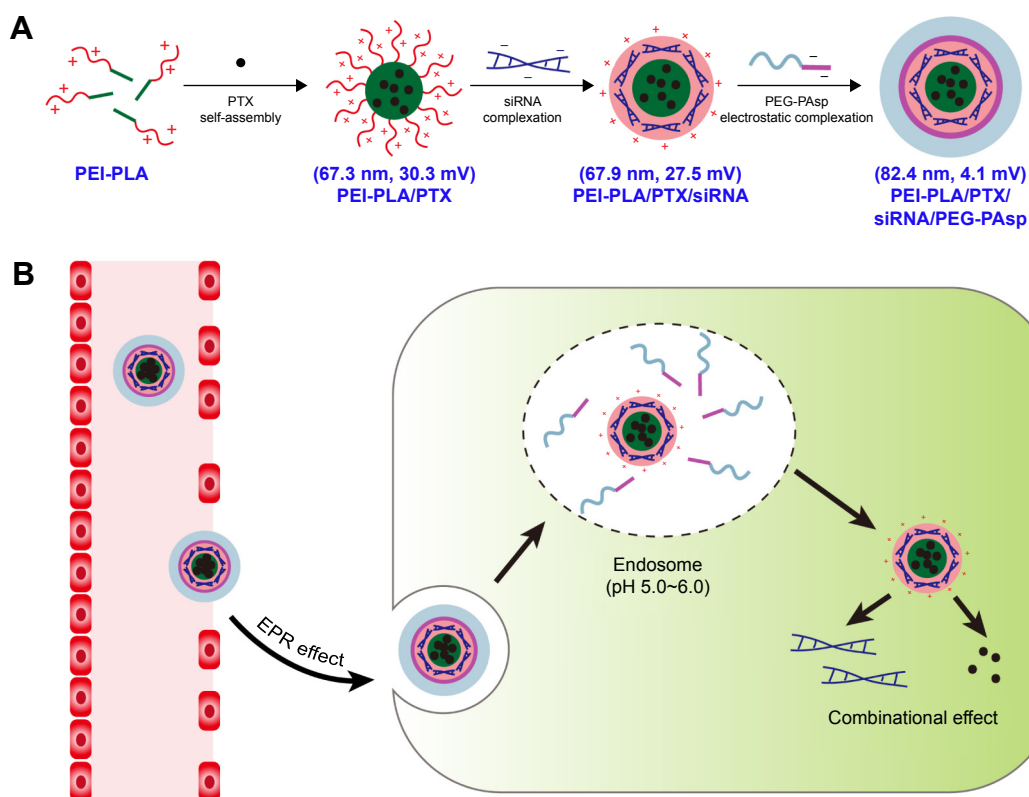 A
PTX
self-assembly
siRNA
complexation
PEG-PAsp
electrostatic complexation
PEI-PLA
(67.3 nm, 30.3 mV)
PEI-PLA/PTX
(67.9 nm, 27.5 mV)
PEI-PLA/PTX/siRNA
(82.4 nm, 4.1 mV)
PEI-PLA/PTX/
siRNA/PEG-PAsp
B
EPR effect
Endosome
(pH 5.0~6.0)
Combinational effect